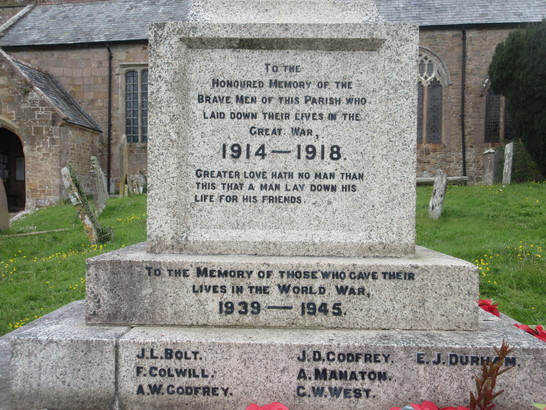 To the
Honoured Memory of the
Brave Men of this Parish who
laid down their lives in the
Great War,
1914—1918.
Greater love hath no man than
this that a man lay down his
life for his friends.
To the Memory of those who gave their
lives in the World War,
1939—1945.
J.L. Bolt. J.D. Godfrey. E.J. Durham.
F. Colwill. A. Manaton.
A.W. Godfrey. G.W. West.